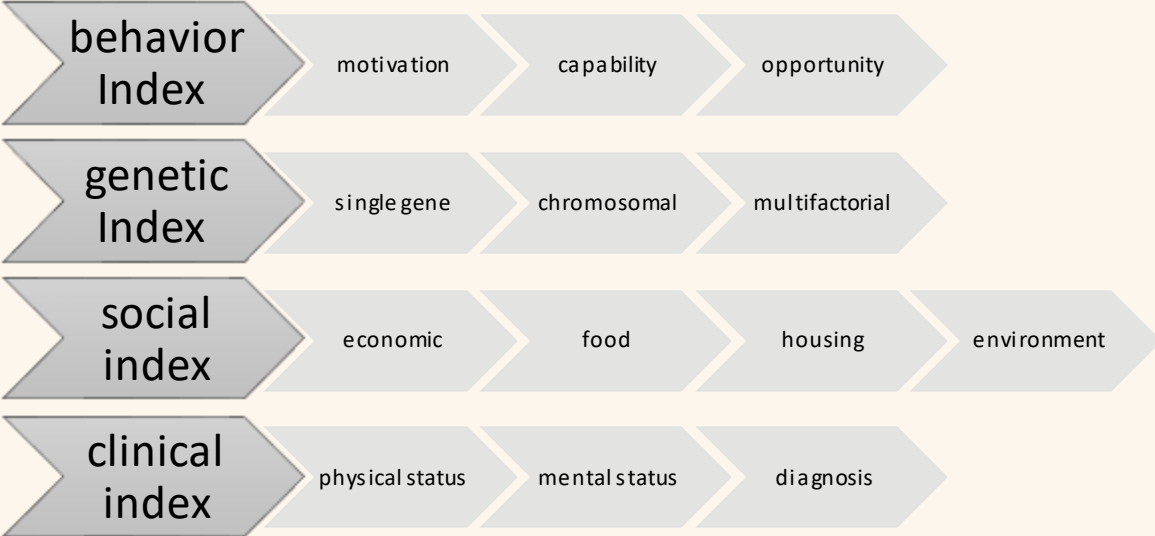 behavior
Index
motivation
capability
opportunity
genetic
Index
single gene
chromosomal
multifactorial
social
index
economic
food
housing
environment
clinical
index
physical status
mental status
diagnosis